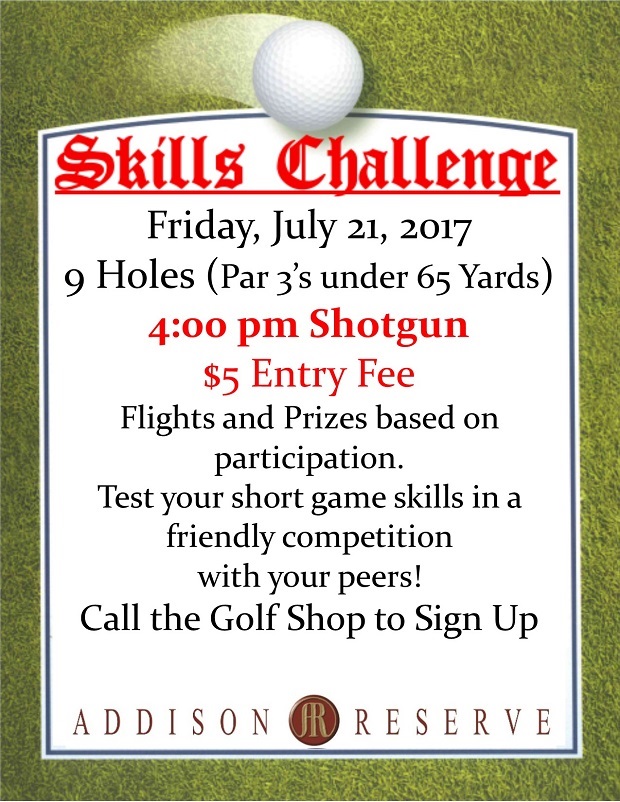 Skills Challenge
Friday, July 21, 2017
9 Holes (Par 3's under 65 Yards)
4:00 pm Shotgun
$5 Entry Fee
Flights and Prizes based on
participation.
Test your short game skills in a
friendly competition
with your peers!
Call the Golf Shop to Sign Up
ADDISON AR RESERVE